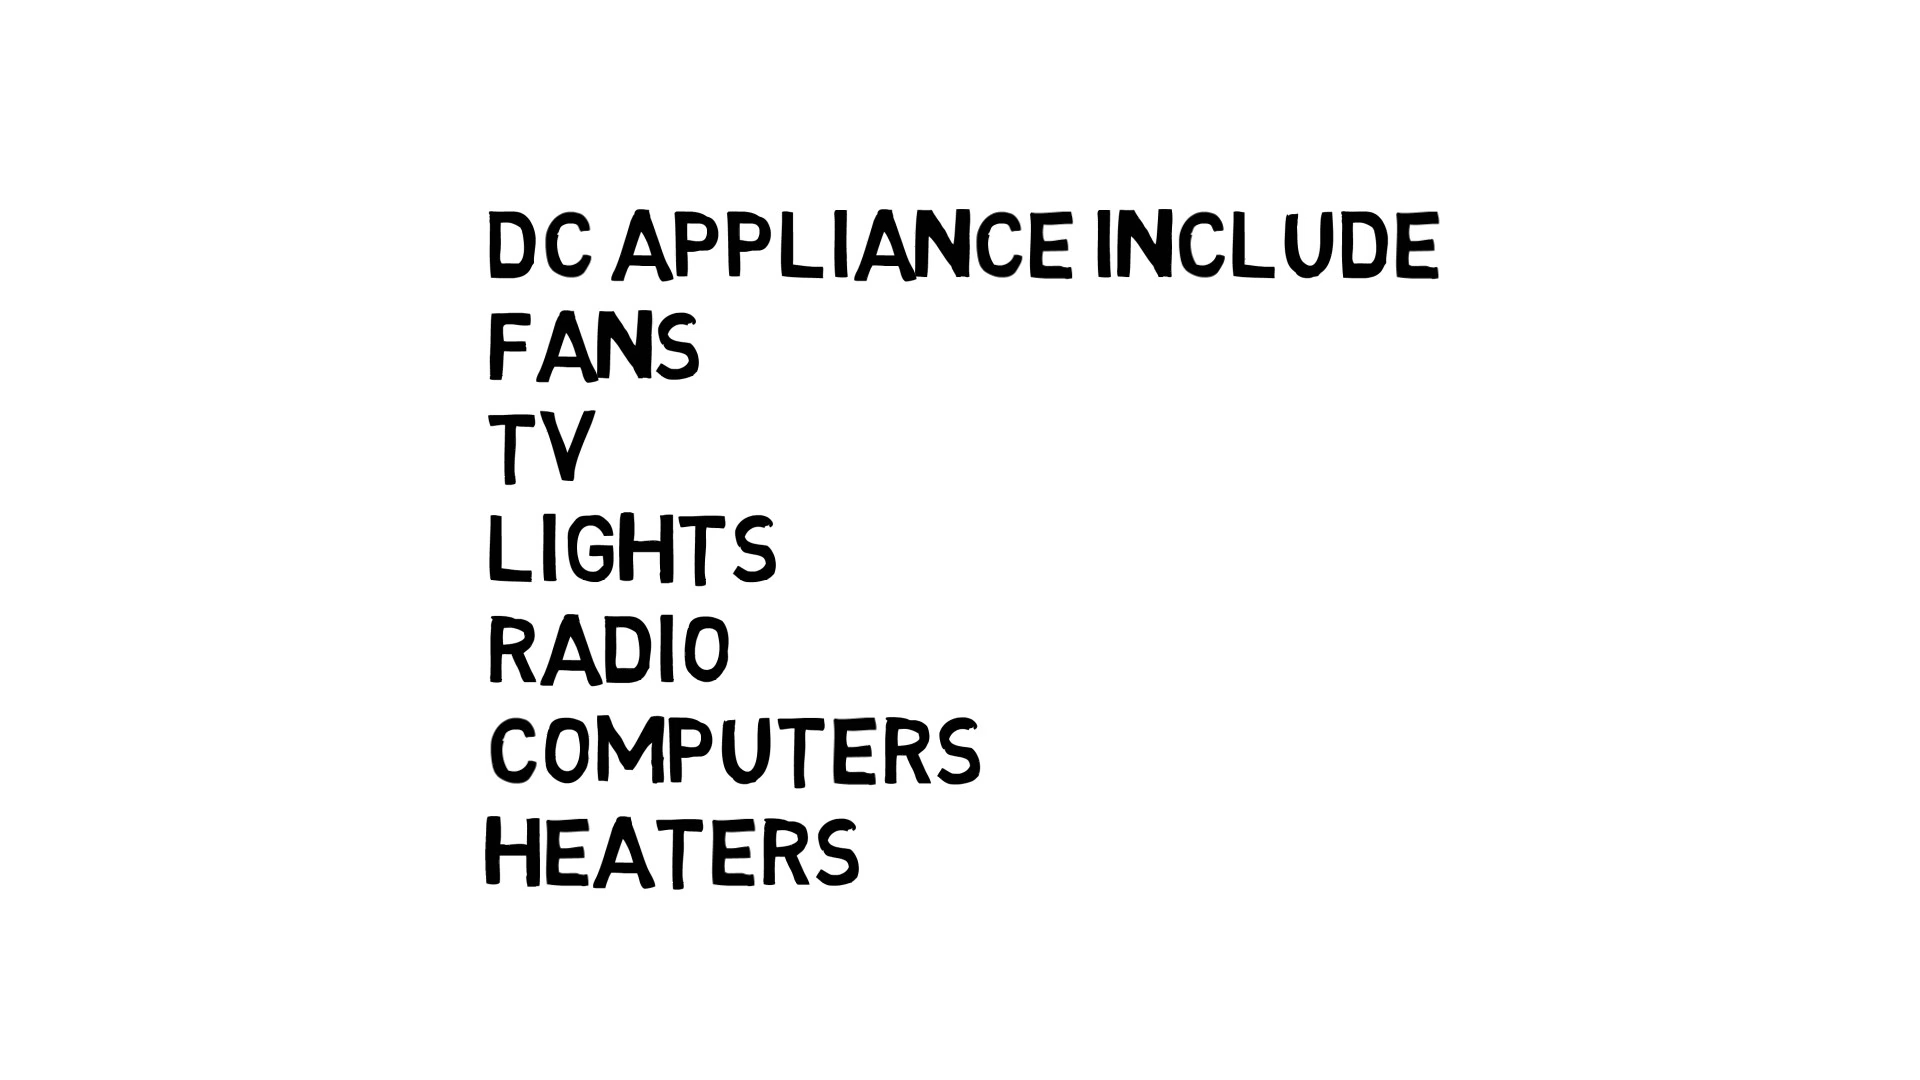 DC APPLIANCE INCLUDE
FANS
TV
LIGHTS
RADIO
COMPUTERS
HEATERS